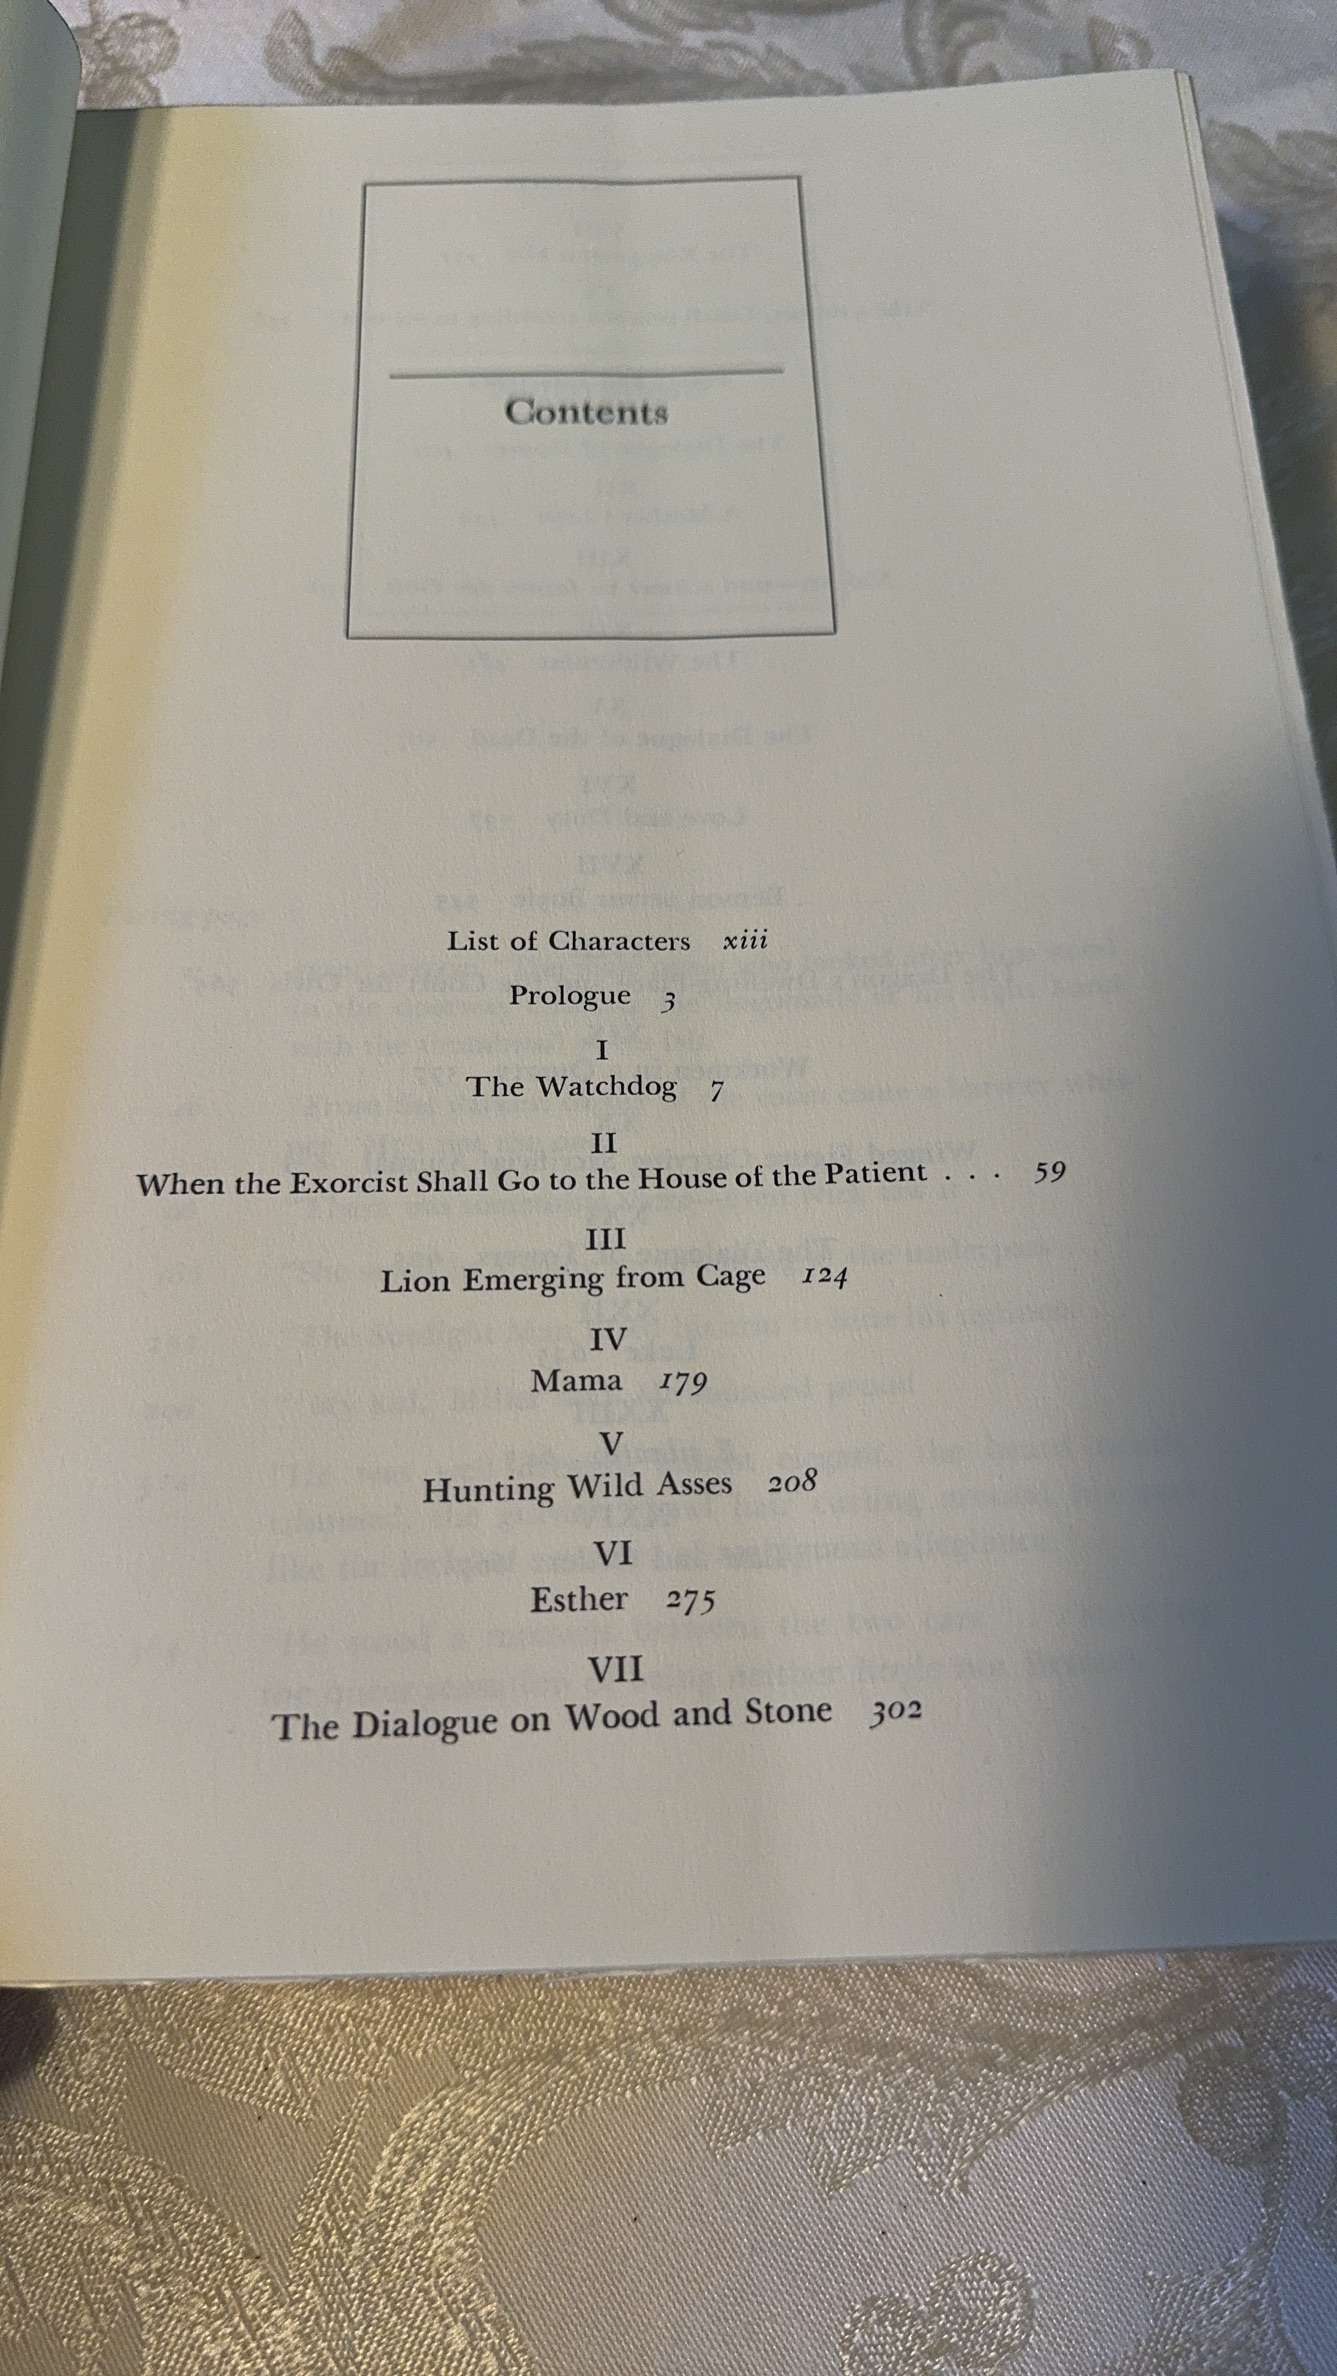 Contents
List of Characters xiii
Prologue 3
I
The Watchdog 7
II
When the Exorcist Shall Go to the House of the Patient . . . 59
III
Lion Emerging from Cage 124
IV
Mama 179
V
Hunting Wild Asses 208
VI
Esther 275
VII
The Dialogue on Wood and Stone 302